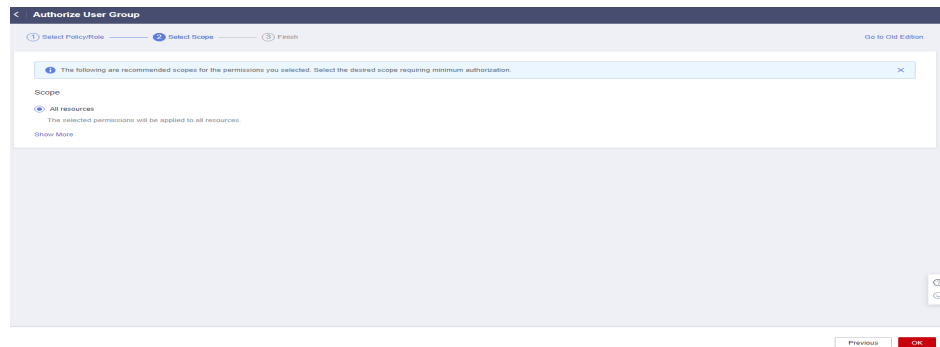 < Authorize User Group
1 Select Policy/Role 2 Select Scope 3 Finish Go to Old Edition
The following are recommended scopes for the permissions you selected. Select the desired scope requiring minimum authorization.
Scope
All resources
The selected permissions will be applied to all resources.
Show More
Previous OK